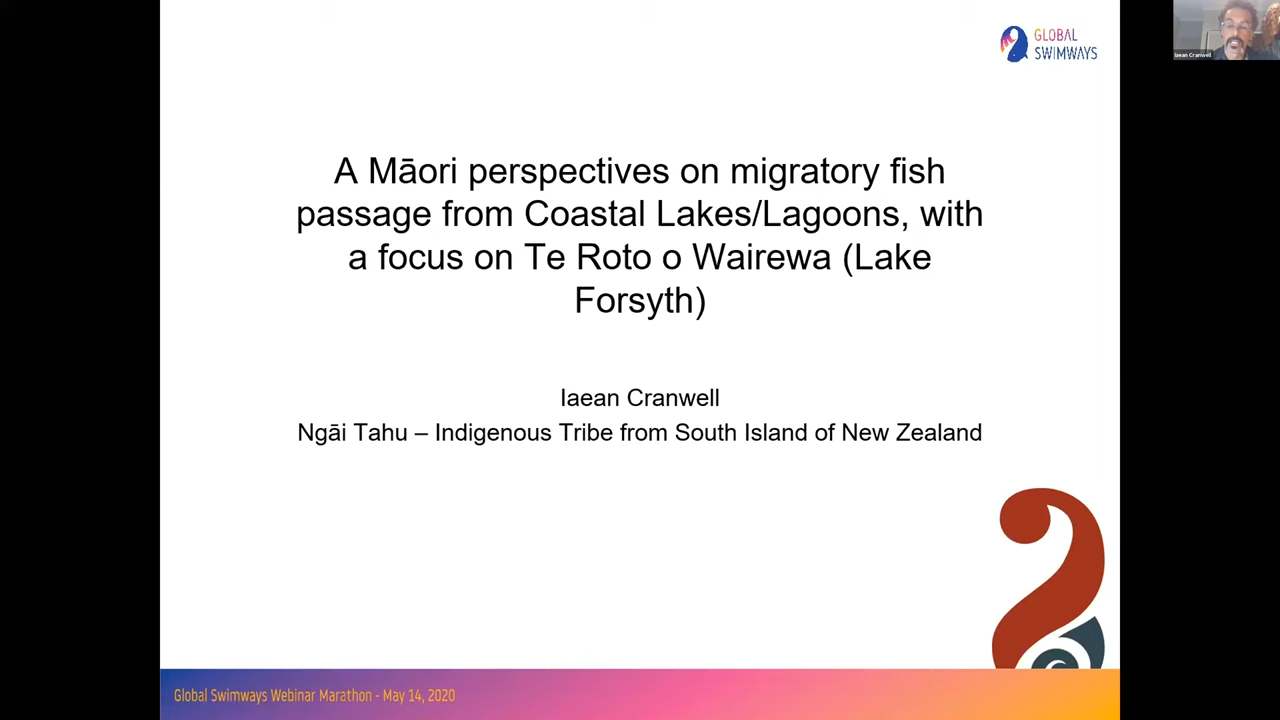 GLOBAL
SWIMWAYS
Iaean Cranwell
A Māori perspectives on migratory fish
passage from Coastal Lakes/Lagoons, with
a focus on Te Roto o Wairewa (Lake
Forsyth)
Iaean Cranwell
Ngāi Tahu – Indigenous Tribe from South Island of New Zealand
Global Swimways Webinar Marathon - May 14, 2020